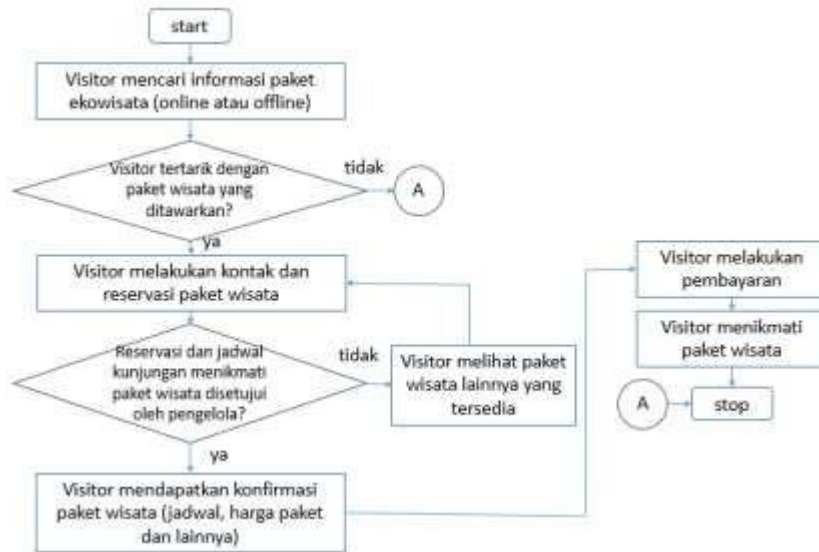 start
Visitor mencari informasi paket
ekowisata (online atau offline)
Visitor tertarik dengan
paket wisata yang
ditawarkan?
tidak
A
ya
Visitor melakukan kontak dan
reservasi paket wisata
Reservasi dan jadwal
kunjungan menikmati
paket wisata disetujui
oleh pengelola?
tidak
Visitor melihat paket
wisata lainnya yang
tersedia
ya
Visitor mendapatkan konfirmasi
paket wisata (jadwal, harga paket
dan lainnya)
Visitor melakukan
pembayaran
Visitor menikmati
paket wisata
A
stop